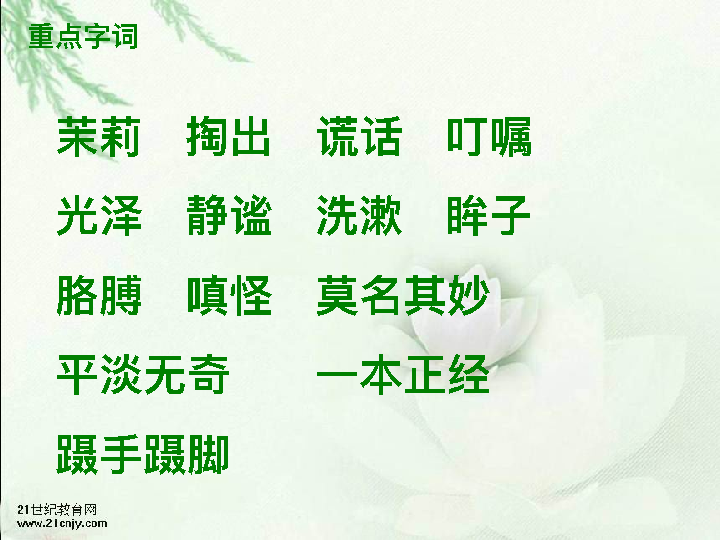 重点字词
茉莉 掏出 谎话 叮嘱
光泽 静谧 洗漱 眸子
胳膊 嗔怪 莫名其妙
平淡无奇 一本正经
蹑手蹑脚
21世纪教育网
www.21cnjy.com